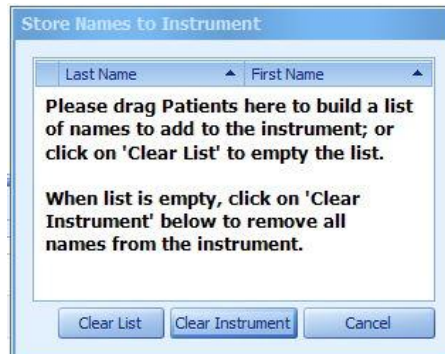 Store Names to Instrument
Last Name First Name
Please drag Patients here to build a list
of names to add to the instrument; or
click on 'Clear List' to empty the list.
When list is empty, click on 'Clear
Instrument' below to remove all
names from the instrument.
Clear List Clear Instrument Cancel